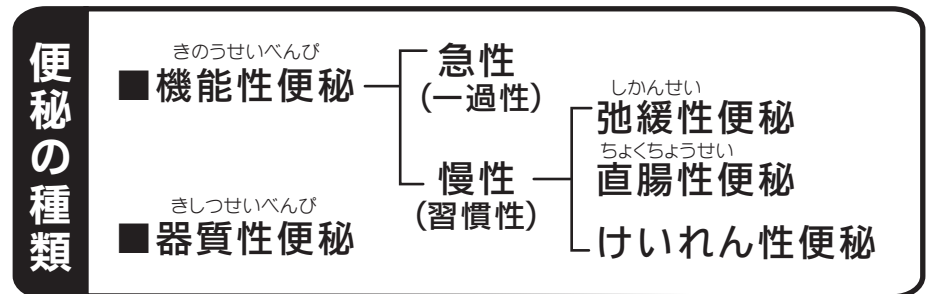 便秘の種類
きのうせいべんぴ
■機能性便秘
急性
(一過性)
慢性
(習慣性)
しかんせい
弛緩性便秘
ちょくちょうせい
直腸性便秘
けいれん性便秘
きしつせいべんぴ
■器質性便秘